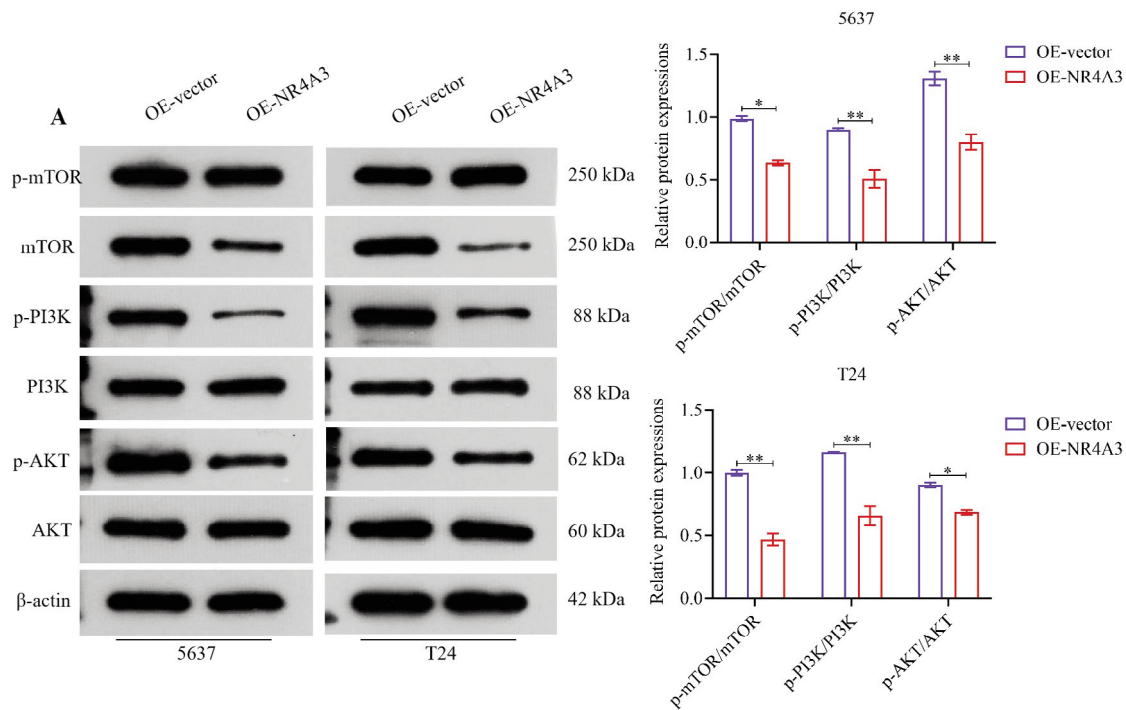 A
OE-vector
OE-NR4A3
OE-vector
OE-NR4A3
p-mTOR
250 kDa
mTOR
250 kDa
p-PI3K
88 kDa
PI3K
88 kDa
p-AKT
62 kDa
AKT
60 kDa
β-actin
42 kDa
5637
T24
5637
Relative protein expressions
1.5
1.0
0.5
0.0
*
**
**
OE-vector
OE-NR4A3
p-mTOR/mTOR
p-PI3K/PI3K
p-AKT/AKT
T24
Relative protein expressions
1.5
1.0
0.5
0.0
**
**
*
OE-vector
OE-NR4A3
p-mTOR/mTOR
p-PI3K/PI3K
p-AKT/AKT